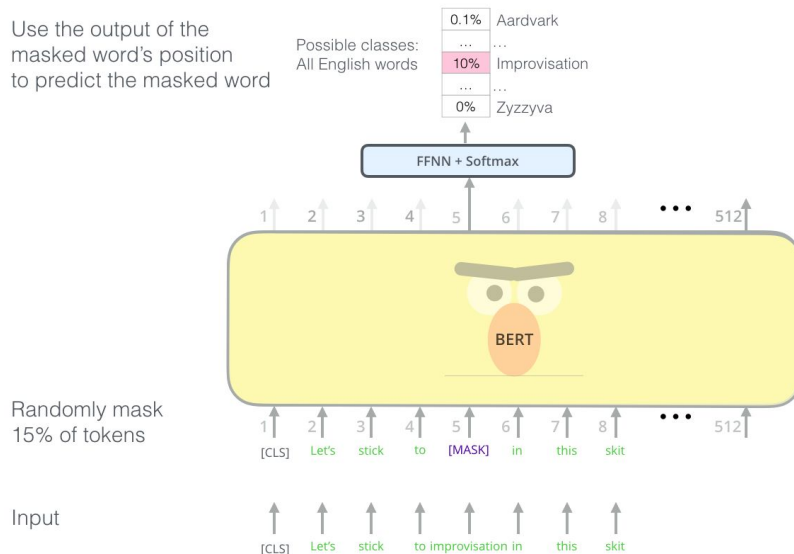 Use the output of the
masked word's position
to predict the masked word
Possible classes:
All English words
0.1% Aardvark
... ...
10% Improvisation
... ...
0% Zyzzyva
FFNN + Softmax
1 2 3 4 5 6 7 8 ••• 512
BERT
Randomly mask
15% of tokens
1 2 3 4 5 6 7 8 ••• 512
[CLS] Let's stick to [MASK] in this skit
Input
[CLS] Let's stick to improvisation in this skit